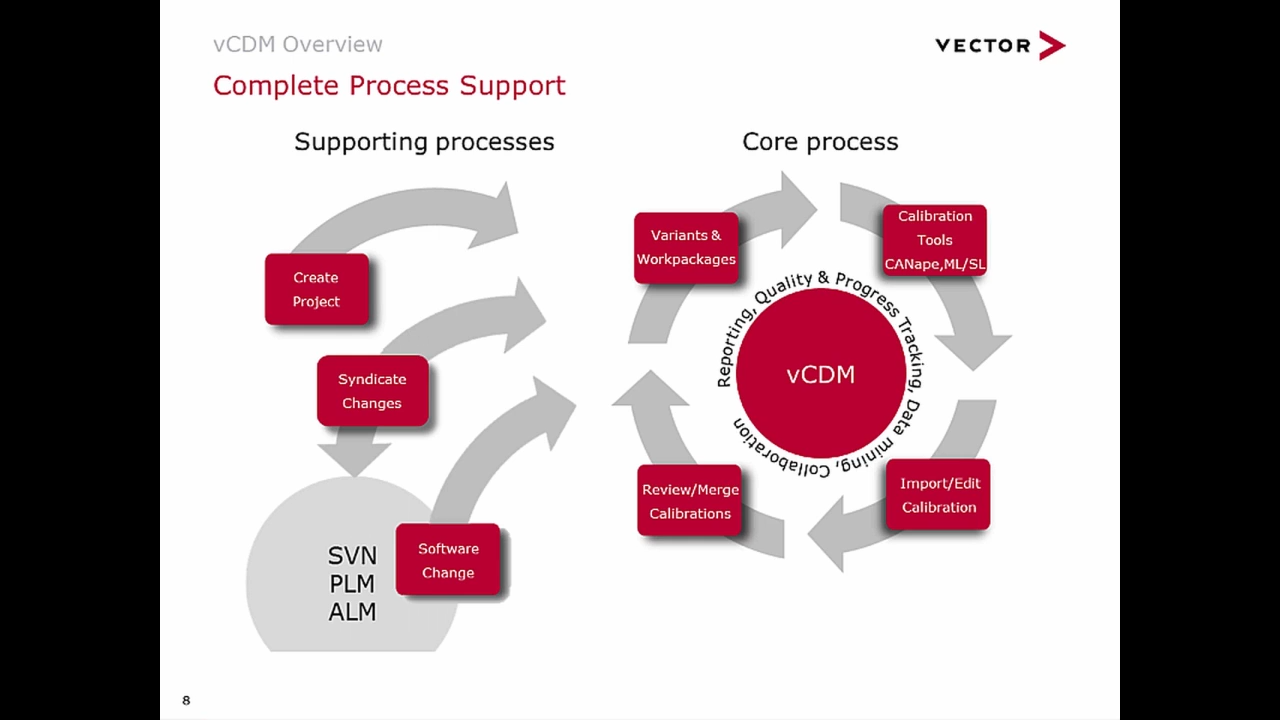 vCDM Overview
VECTOR
Complete Process Support
Supporting processes
Core process
Create
Project
Syndicate
Changes
Software
Change
SVN
PLM
ALM
Variants &
Workpackages
Calibration
Tools
CANape,ML/SL
Reporting, Quality & Progress Tracking, Data mining, Collaboration
vCDM
Review/Merge
Calibrations
Import/Edit
Calibration
8